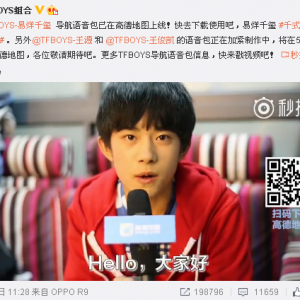 OYS组合
OYS-易烊千玺 导航语音包已在高德地图上线！快去下载使用吧，易烊千玺#千式
#。另外@TFBOYS-王源 和 @TFBOYS-王俊凯 的语音包正在加紧制作中，将在5
德地图，各位敬请期待吧。更多TFBOYS导航语音包信息，快来戳视频吧！
秒拍
扫码下
高德地
Hello，大家好
11:28 来自 OPPO R9
198796
11659